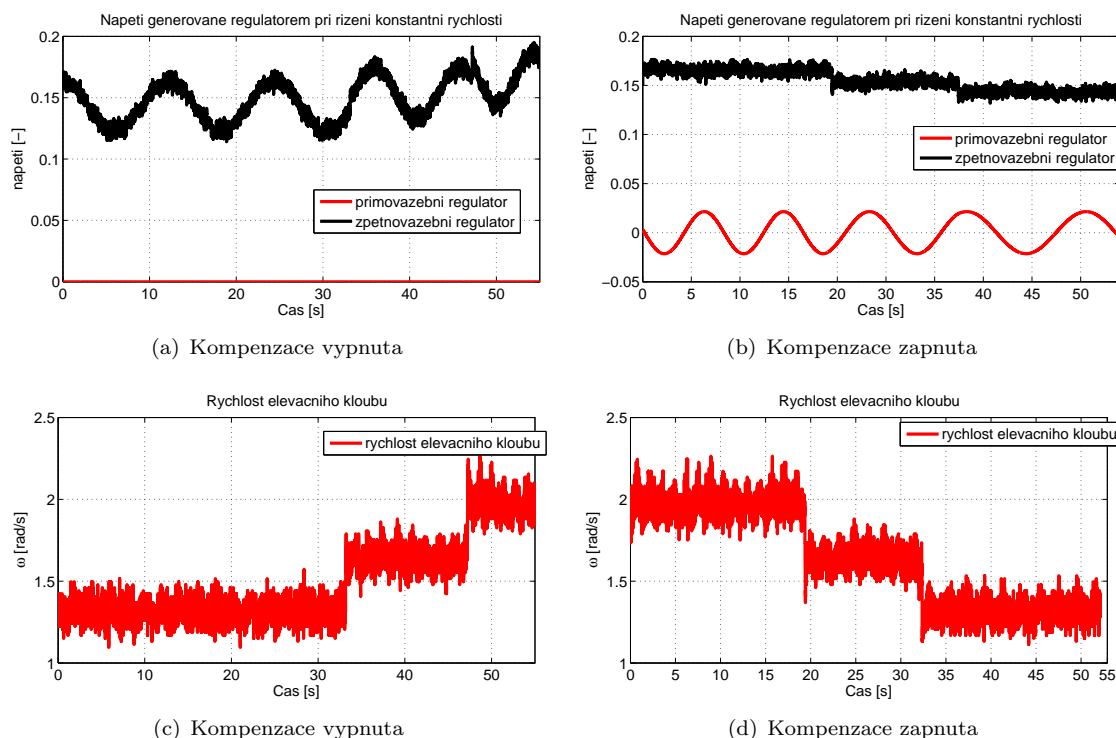 Napeti generovane regulatorem pri rizeni konstantni rychlosti
0.2
0.15
0.1
0.05
0
napeti [−]
primovazebni regulator
zpetnovazebni regulator
0 10 20 30 40 50
Cas [s]
(a) Kompenzace vypnuta
Napeti generovane regulatorem pri rizeni konstantni rychlosti
0.2
0.15
0.1
0.05
0
−0.05
napeti [−]
primovazebni regulator
zpetnovazebni regulator
0 5 10 15 20 25 30 35 40 45 50
Cas [s]
(b) Kompenzace zapnuta
Rychlost elevacniho kloubu
2.5
2
1.5
1
ω [rad/s]
rychlost elevacniho kloubu
0 10 20 30 40 50
Cas [s]
(c) Kompenzace vypnuta
Rychlost elevacniho kloubu
2.5
2
1.5
1
ω [rad/s]
rychlost elevacniho kloubu
0 5 10 15 20 25 30 35 40 45 50 55
Cas [s]
(d) Kompenzace zapnuta